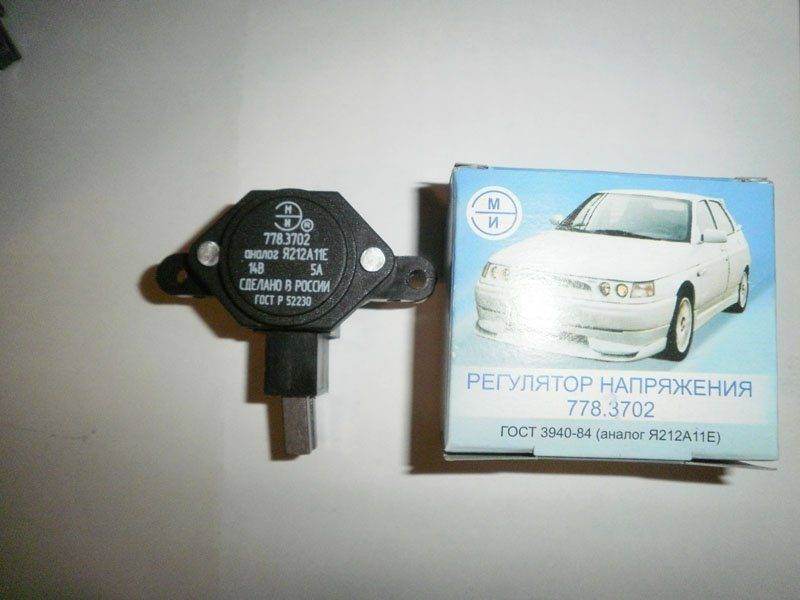 М
И
®
778.3702
аналог Я212А11Е
14В 5А
СДЕЛАНО В РОССИИ
ГОСТ Р 52230
М
И
РЕГУЛЯТОР НАПРЯЖЕНИЯ
778.3702
ГОСТ 3940-84 (аналог Я212А11Е)